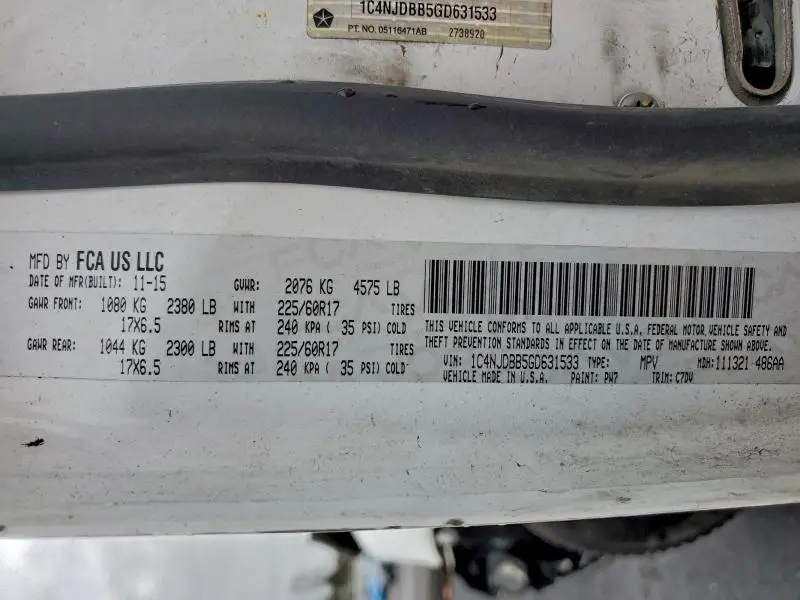 1C4NJDBB5GD631533
PT. NO. 05116471AB 2738920
MFD BY FCA US LLC
DATE OF MFR(BUILT): 11-15 GVWR: 2076 KG 4575 LB
GAWR FRONT: 1080 KG 2380 LB WITH 225/60R17 TIRES
17X6.5 RIMS AT 240 KPA ( 35 PSI) COLD
GAWR REAR: 1044 KG 2300 LB WITH 225/60R17 TIRES
17X6.5 RIMS AT 240 KPA ( 35 PSI) COLD
THIS VEHICLE CONFORMS TO ALL APPLICABLE U.S.A. FEDERAL MOTOR VEHICLE SAFETY AND
THEFT PREVENTION STANDARDS IN EFFECT ON THE DATE OF MANUFACTURE SHOWN ABOVE.
VIN: 1C4NJDBB5GD631533 TYPE: MPV MDH: 111321 486AA
VEHICLE MADE IN U.S.A. PAINT: PW7 TRIM: C7DV